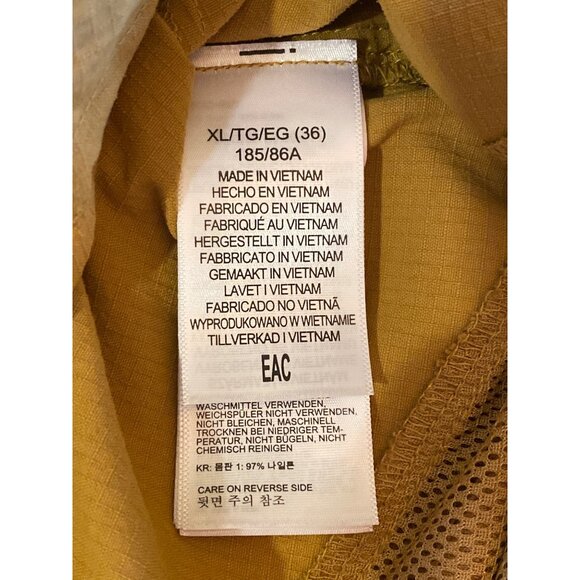 XL/TG/EG (36)
185/86A
MADE IN VIETNAM
HECHO EN VIETNAM
FABRICADO EN VIETNAM
FABRIQUÉ AU VIETNAM
HERGESTELLT IN VIETNAM
FABBRICATO IN VIETNAM
GEMAAKT IN VIETNAM
LAVET I VIETNAM
FABRICADO NO VIETNÃ
WYPRODUKOWANO W WIETNAMIE
TILLVERKAD I VIETNAM
EAC
WASCHMITTEL VERWENDEN,
WEICHSPÜLER NICHT VERWENDEN,
NICHT BLEICHEN, MASCHINELL
TROCKNEN BEI NIEDRIGER TEM-
PERATUR, NICHT BÜGELN, NICHT
CHEMISCH REINIGEN
KR: 몸판 1: 97% 나일론
CARE ON REVERSE SIDE
뒷면 주의 참조